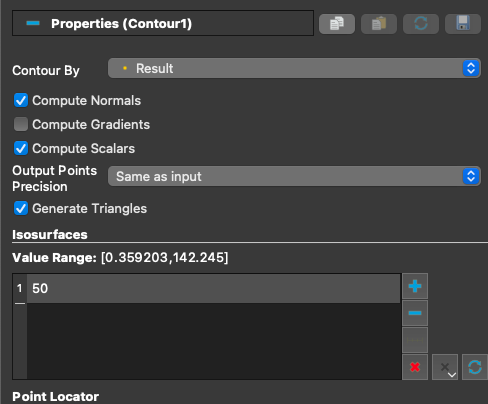 Properties (Contour1)
Contour By Result
Compute Normals
Compute Gradients
Compute Scalars
Output Points Precision Same as input
Generate Triangles
Isosurfaces
Value Range: [0.359203,142.245]
1 50
Point Locator